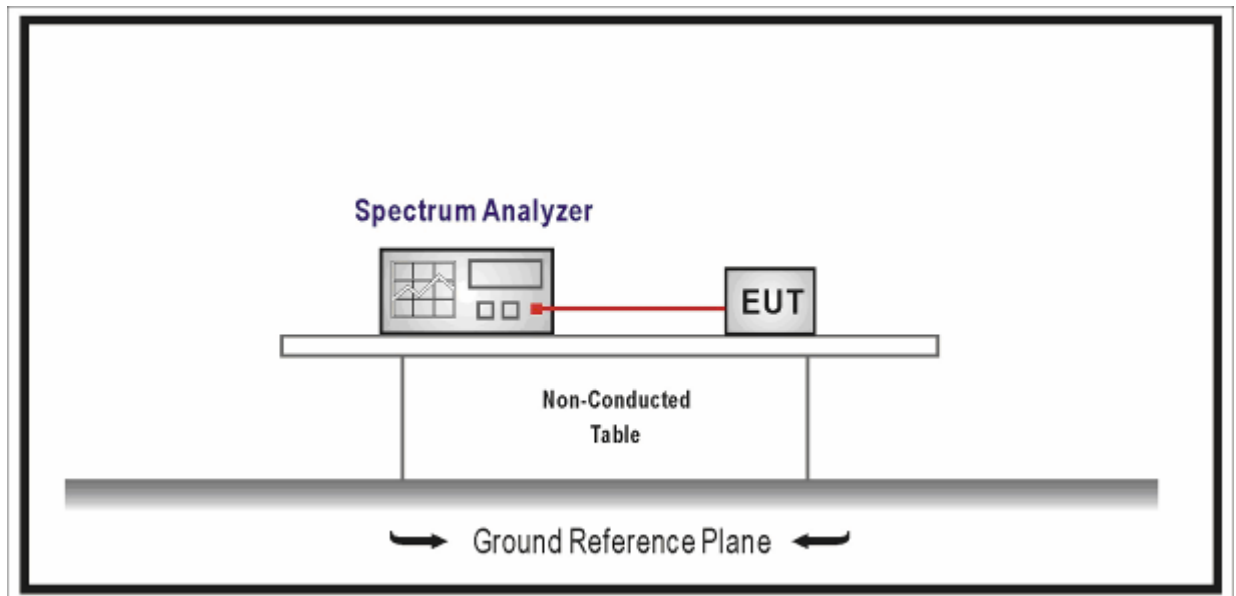 Spectrum Analyzer
EUT
Non-Conducted
Table
Ground Reference Plane